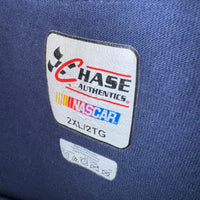 CHASE
AUTHENTICS®
NASCAR
2XL/2TG